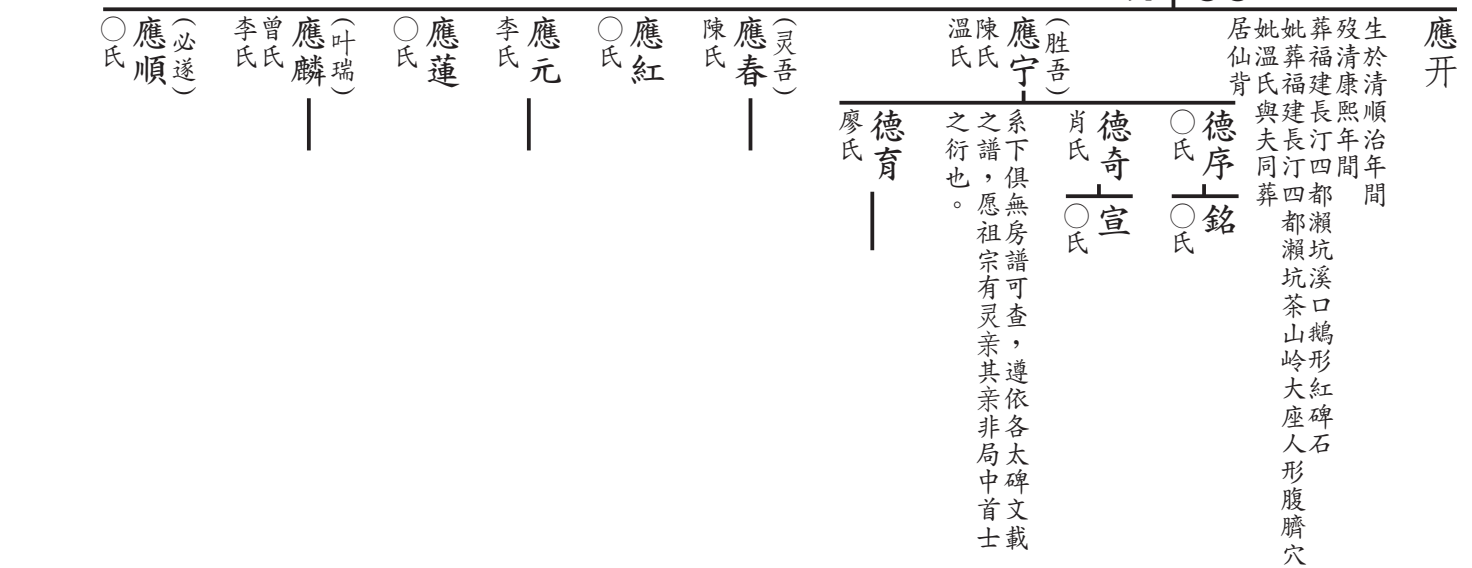 應开
生於清順治年間
歿清康熙年間
葬福建長汀四都瀨坑溪口鵝形紅碑石
妣葬福建長汀四都瀨坑茶山岭大座人形腹臍穴
妣溫氏與夫同葬
居仙背
(胜吾)
應宁
陳氏
溫氏
德序
○氏
銘
○氏
德奇
肖氏
宣
○氏
系下俱無房譜可查，遵依各太碑文載
之譜，愿祖宗有灵亲其亲非局中首士
之衍也。
德育
廖氏
(灵吾)
應春
陳氏
應紅
○氏
應元
李氏
應蓮
○氏
(叶瑞)
應麟
曾氏
李氏
(必遂)
應順
○氏